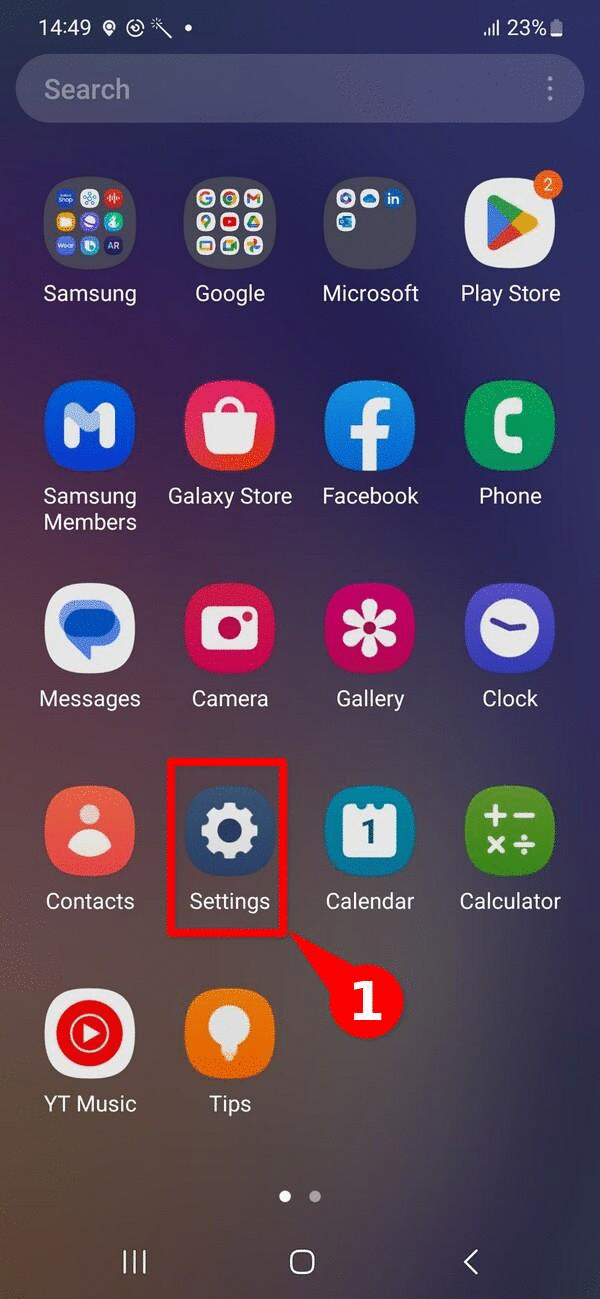 14:49
23%
Search
2
Samsung
Google
Microsoft
Play Store
Samsung
Members
Galaxy Store
Facebook
Phone
Messages
Camera
Gallery
Clock
1
Contacts
Settings
Calendar
Calculator
1
YT Music
Tips